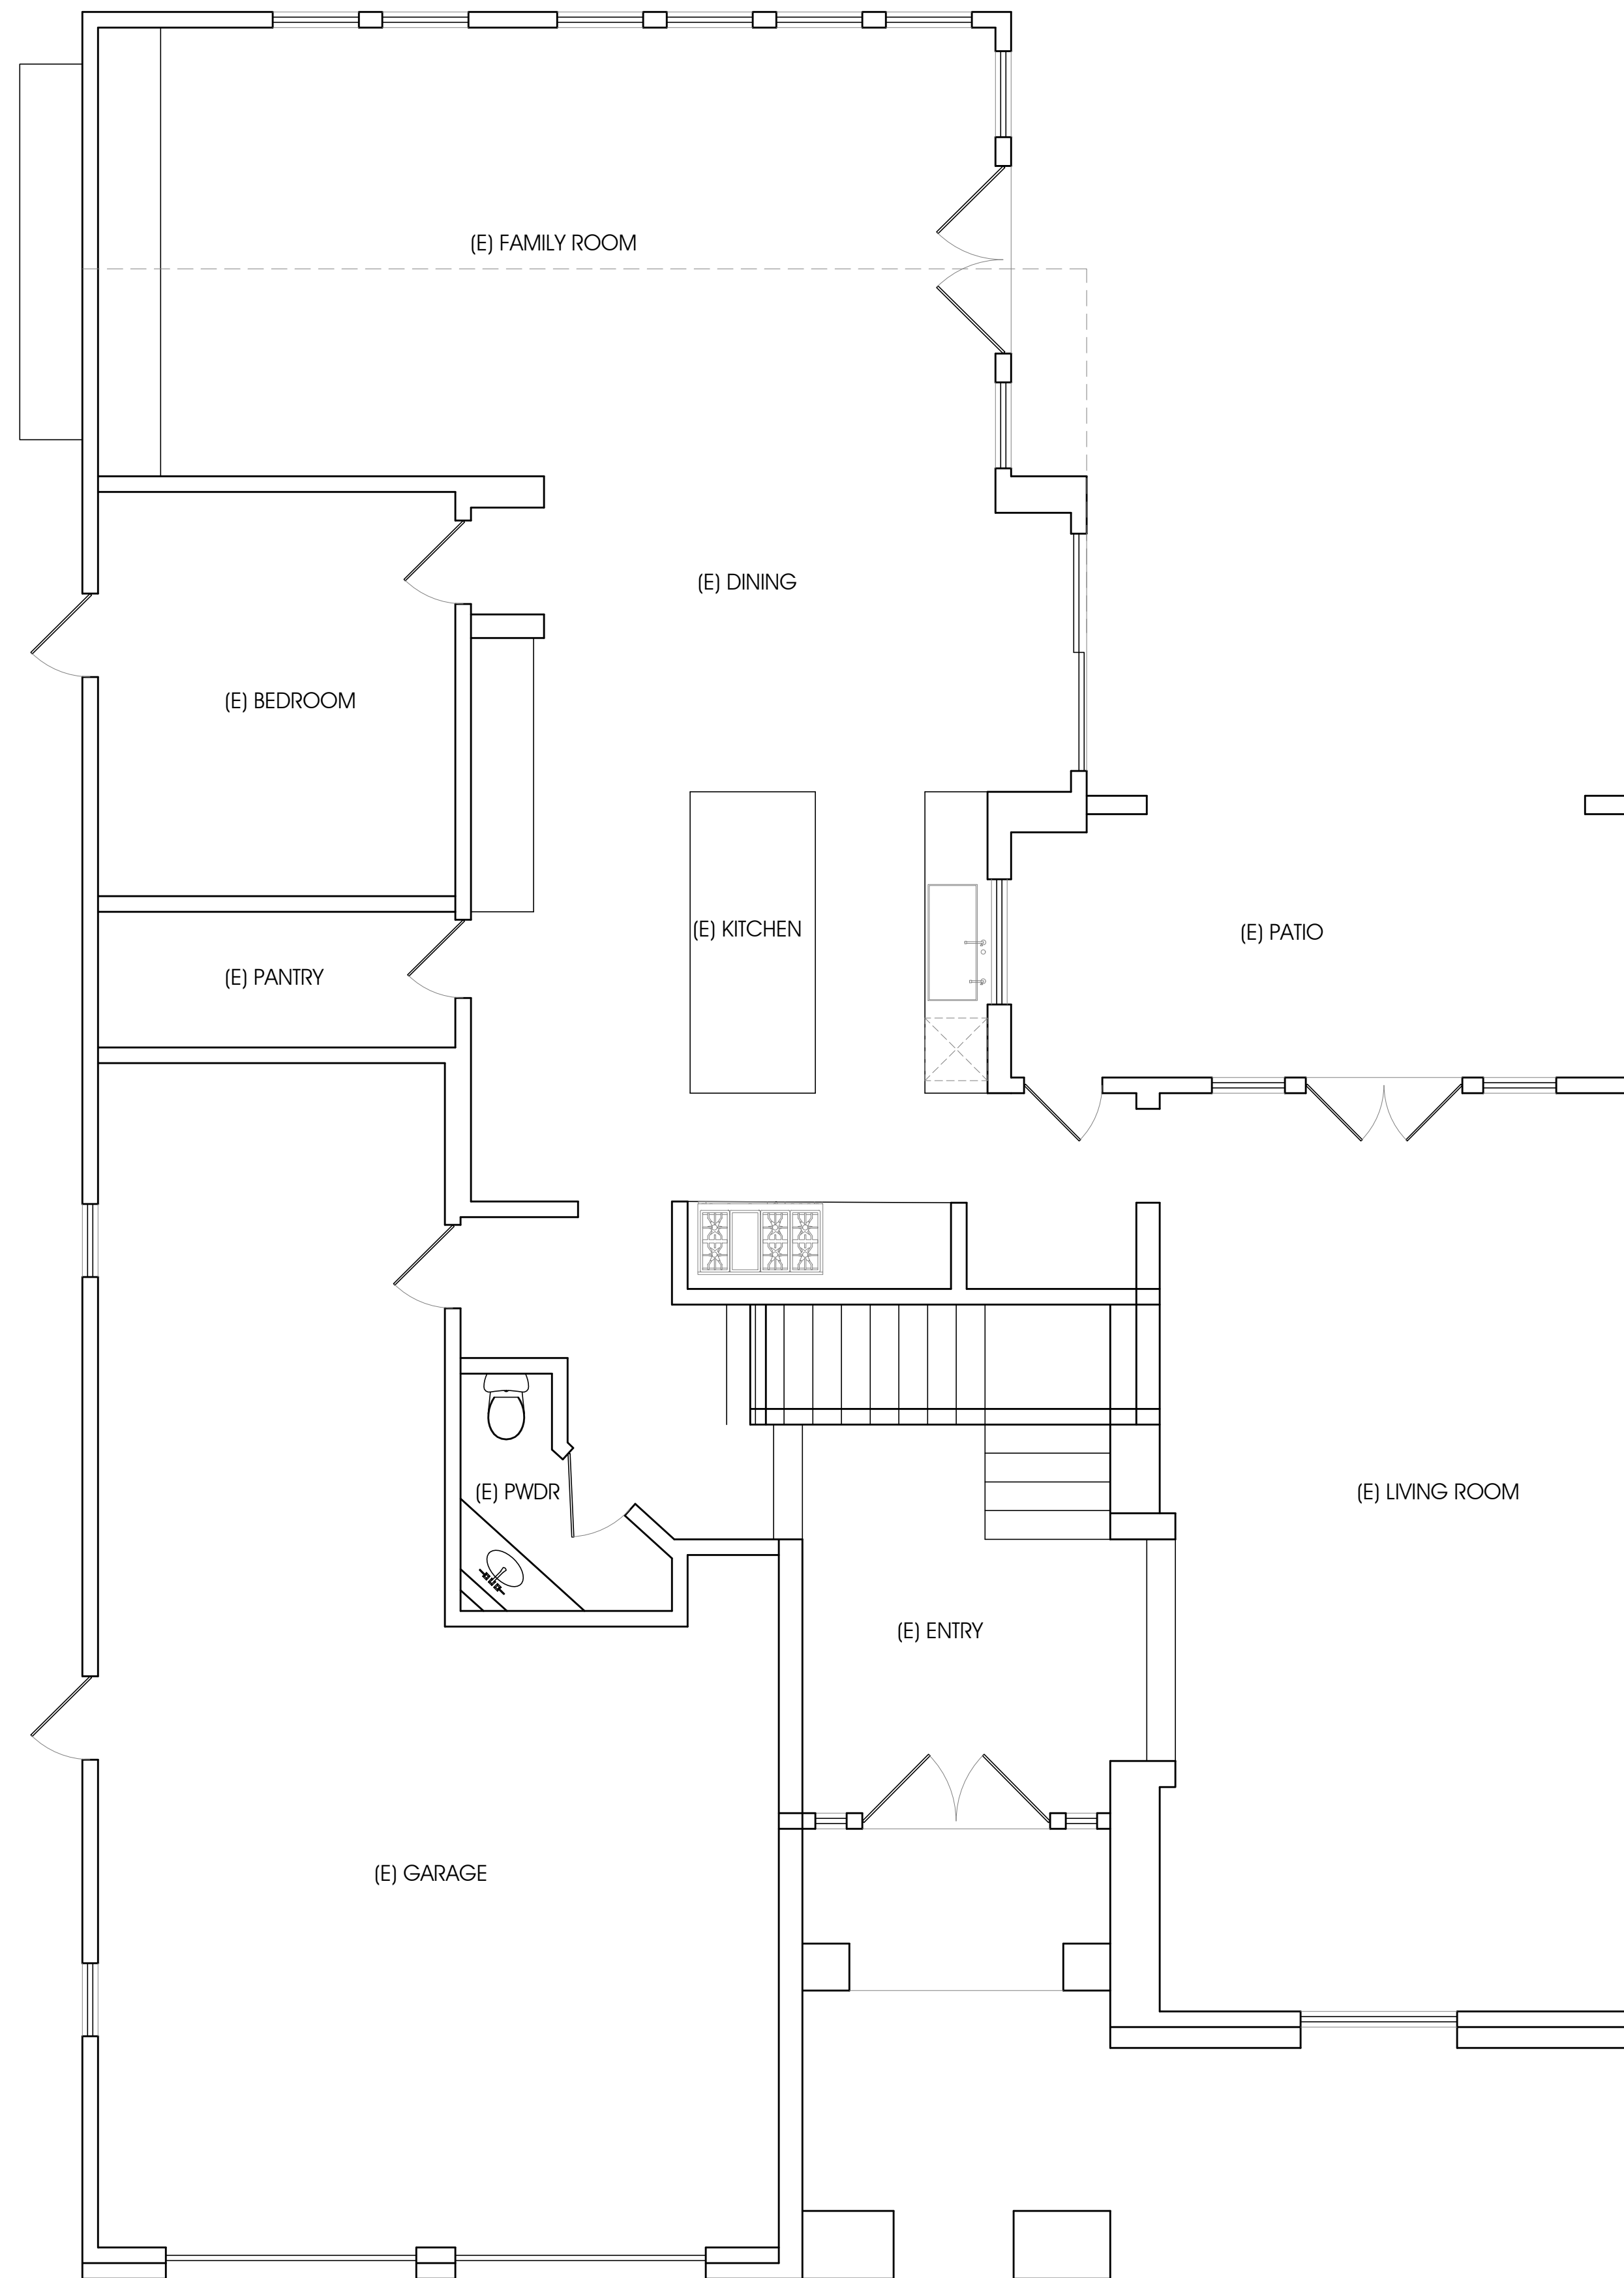 (E) FAMILY ROOM
(E) DINING
(E) BEDROOM
(E) KITCHEN
(E) PATIO
(E) PANTRY
(E) PWDR
(E) LIVING ROOM
(E) ENTRY
(E) GARAGE